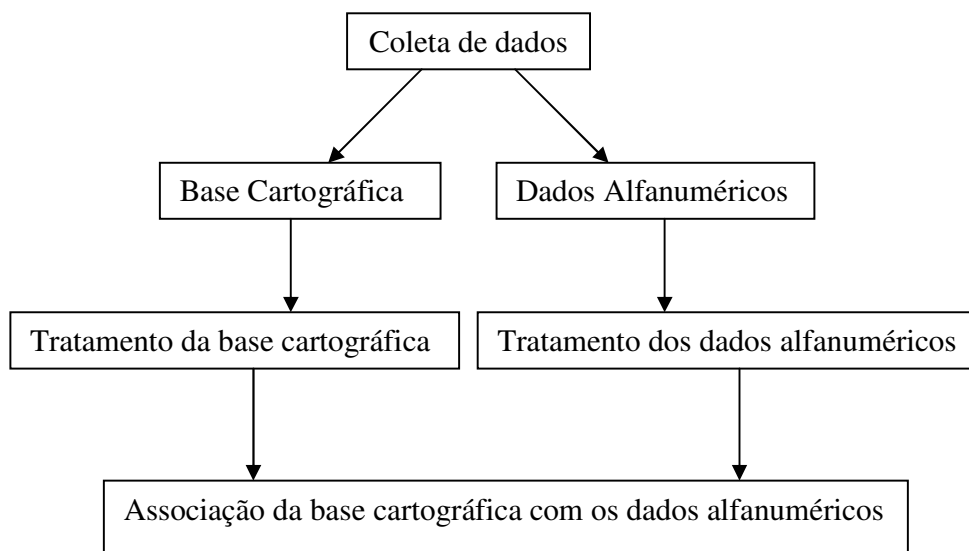 Coleta de dados
Base Cartográfica
Dados Alfanuméricos
Tratamento da base cartográfica
Tratamento dos dados alfanuméricos
Associação da base cartográfica com os dados alfanuméricos